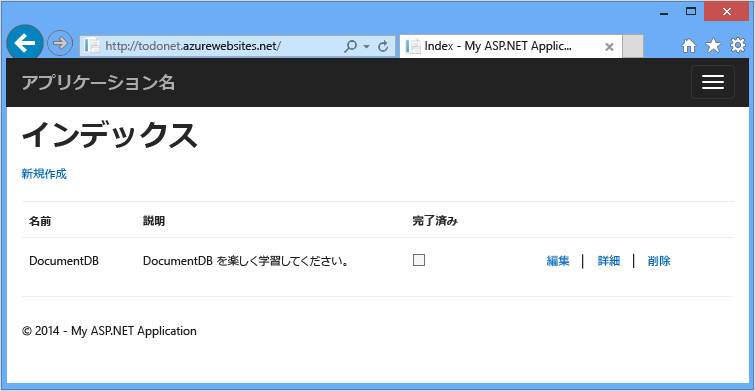 http://todonet.azurewebsites.net/
Index - My ASP.NET Applic...
アプリケーション名
インデックス
新規作成
名前 説明 完了済み
DocumentDB DocumentDB を楽しく学習してください。 編集 | 詳細 | 削除
© 2014 - My ASP.NET Application